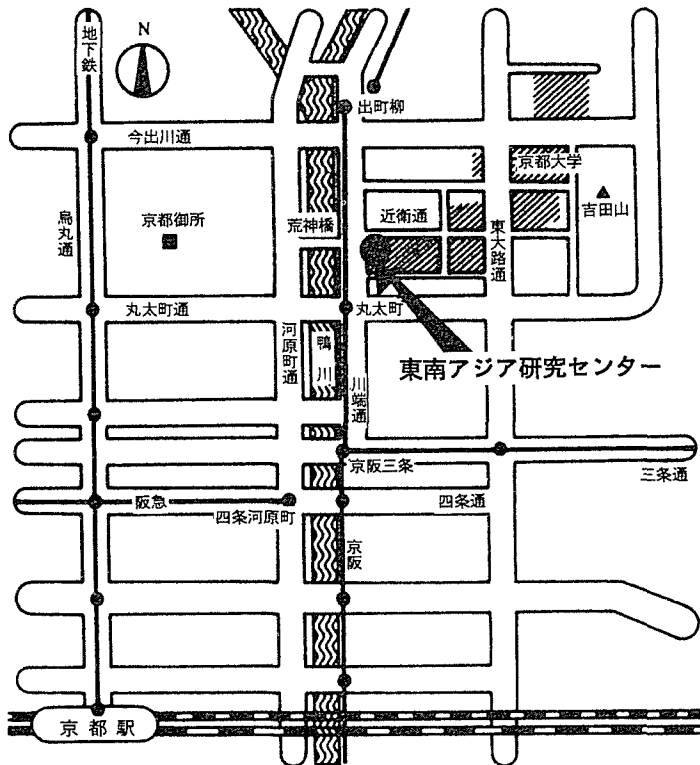 地下鉄
N
出町柳
今出川通
京都大学
烏丸通
京都御所
荒神橋
近衛通
東大路通
吉田山
丸太町通
河原町通
鴨川
丸太町
川端通
東南アジア研究センター
京阪三条
三条通
阪急
四条河原町
四条通
京阪
京都駅